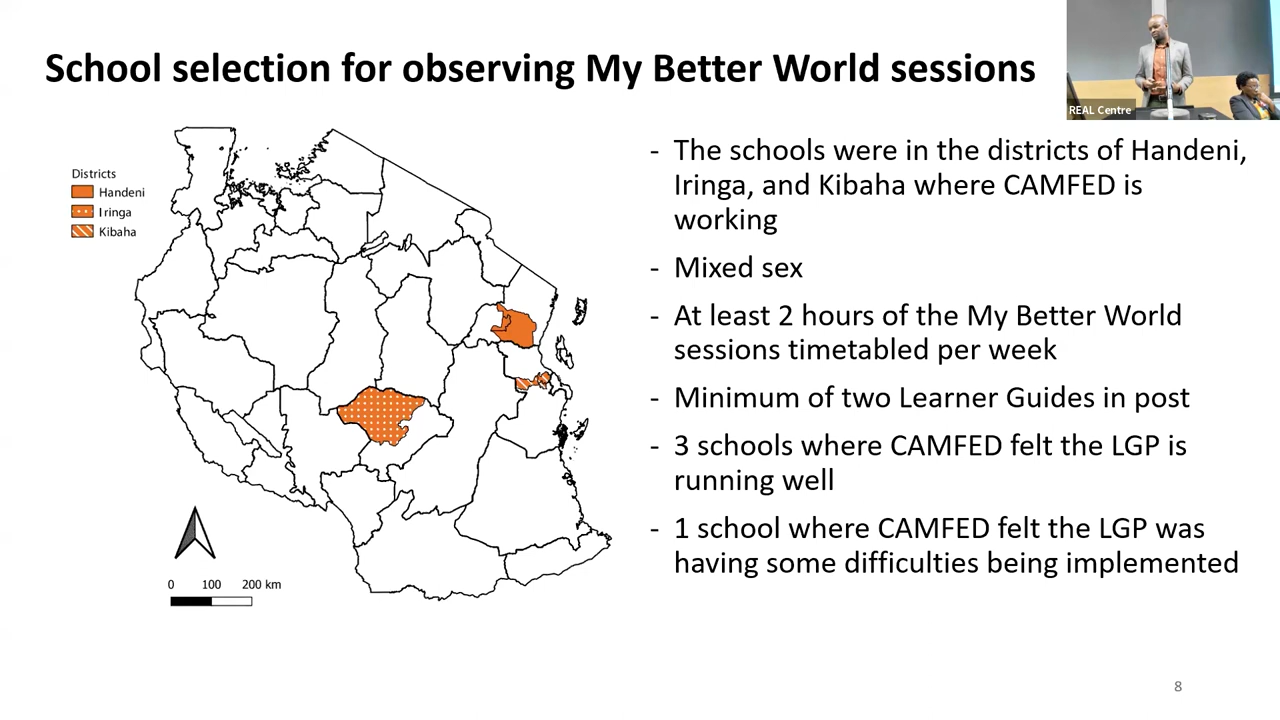 School selection for observing My Better World sessions
REAL Centre
Districts
Handeni
Iringa
Kibaha
0 100 200 km
- The schools were in the districts of Handeni,
Iringa, and Kibaha where CAMFED is
working
- Mixed sex
- At least 2 hours of the My Better World
sessions timetabled per week
- Minimum of two Learner Guides in post
- 3 schools where CAMFED felt the LGP is
running well
- 1 school where CAMFED felt the LGP was
having some difficulties being implemented
8